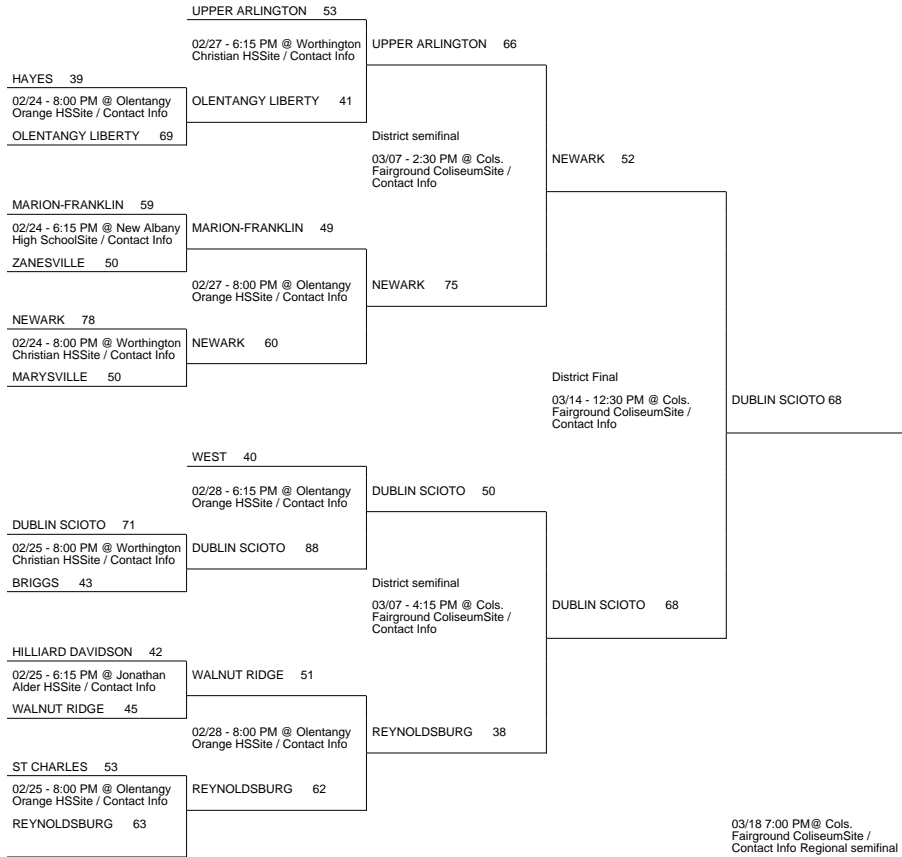 UPPER ARLINGTON 53
02/27 - 6:15 PM @ Worthington
Christian HSSite / Contact Info
UPPER ARLINGTON 66
HAYES 39
02/24 - 8:00 PM @ Olentangy
Orange HSSite / Contact Info
OLENTANGY LIBERTY 41
OLENTANGY LIBERTY 69
District semifinal
03/07 - 2:30 PM @ Cols.
Fairground ColiseumSite /
Contact Info
NEWARK 52
MARION-FRANKLIN 59
02/24 - 6:15 PM @ New Albany
High SchoolSite / Contact Info
MARION-FRANKLIN 49
ZANESVILLE 50
02/27 - 8:00 PM @ Olentangy
Orange HSSite / Contact Info
NEWARK 75
NEWARK 78
02/24 - 8:00 PM @ Worthington
Christian HSSite / Contact Info
NEWARK 60
MARYSVILLE 50
District Final
03/14 - 12:30 PM @ Cols.
Fairground ColiseumSite /
Contact Info
DUBLIN SCIOTO 68
WEST 40
02/28 - 6:15 PM @ Olentangy
Orange HSSite / Contact Info
DUBLIN SCIOTO 50
DUBLIN SCIOTO 71
02/25 - 8:00 PM @ Worthington
Christian HSSite / Contact Info
DUBLIN SCIOTO 88
BRIGGS 43
District semifinal
03/07 - 4:15 PM @ Cols.
Fairground ColiseumSite /
Contact Info
DUBLIN SCIOTO 68
HILLIARD DAVIDSON 42
02/25 - 6:15 PM @ Jonathan
Alder HSSite / Contact Info
WALNUT RIDGE 51
WALNUT RIDGE 45
02/28 - 8:00 PM @ Olentangy
Orange HSSite / Contact Info
REYNOLDSBURG 38
ST CHARLES 53
02/25 - 8:00 PM @ Olentangy
Orange HSSite / Contact Info
REYNOLDSBURG 62
REYNOLDSBURG 63
03/18 7:00 PM@ Cols.
Fairground ColiseumSite /
Contact Info Regional semifinal